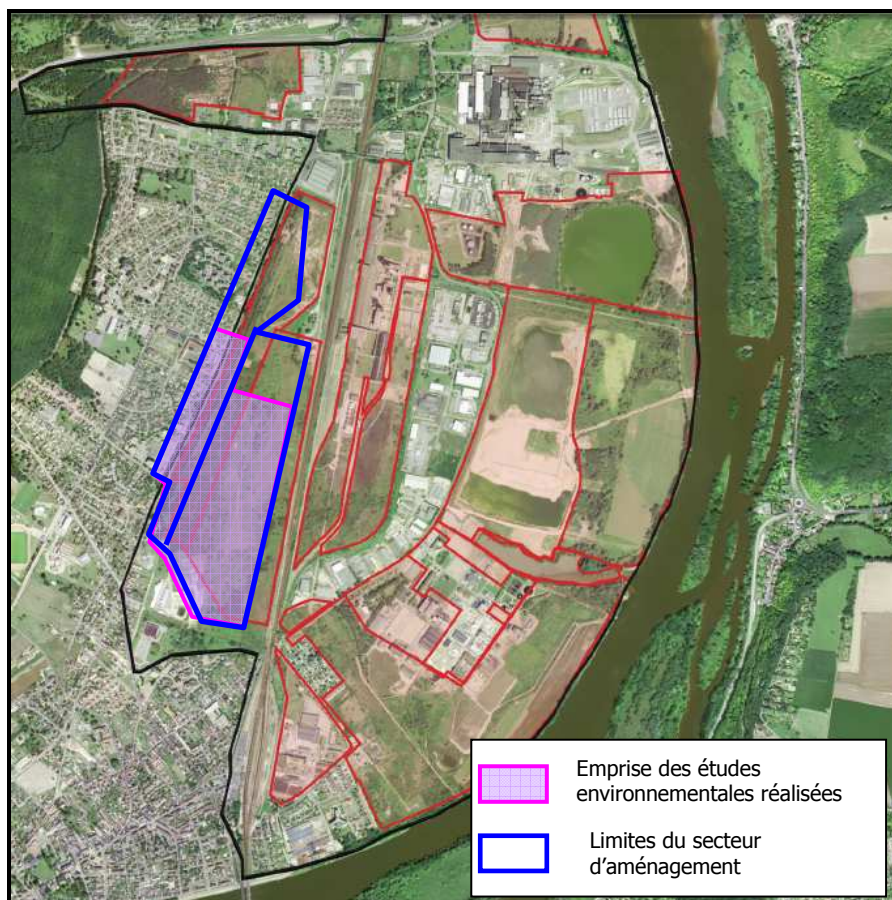 Emprise des études
environnementales réalisées
Limites du secteur
d’aménagement